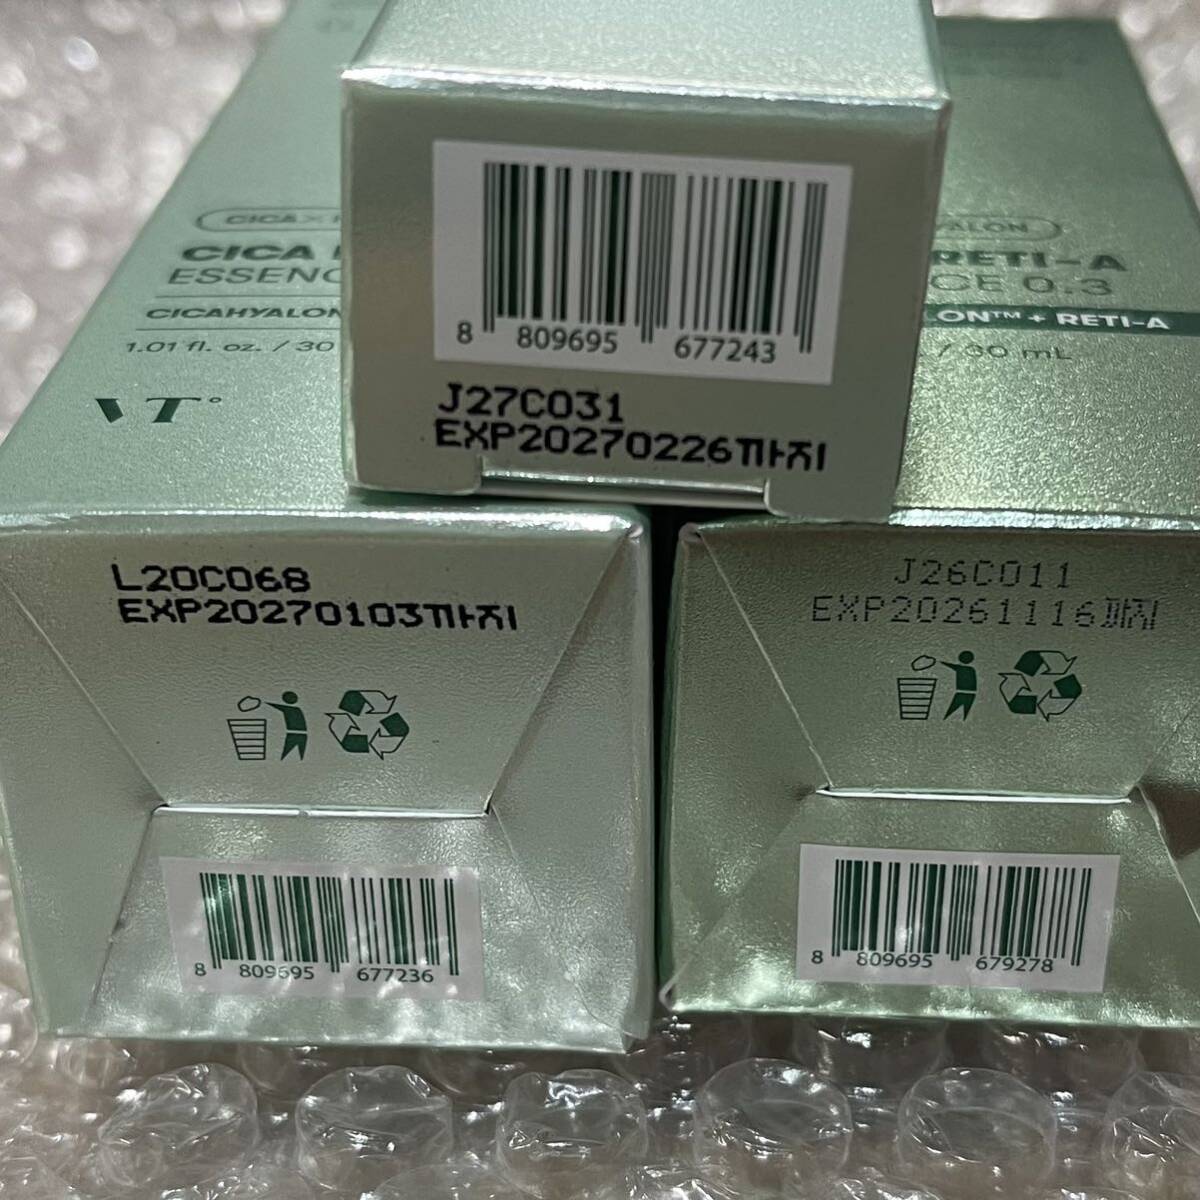 8 809695 677243
J27C031
EXP20270226까지
CICA
ESSENC
CICAHYALON
1.01 fl. oz. / 30
VT
ALON
RETI-A
CE 0.3
LON™ + RETI-A
/ 30 mL
L20C068
EXP20270103까지
8 809695 677236
J26C011
EXP20261116까지
8 809695 679278